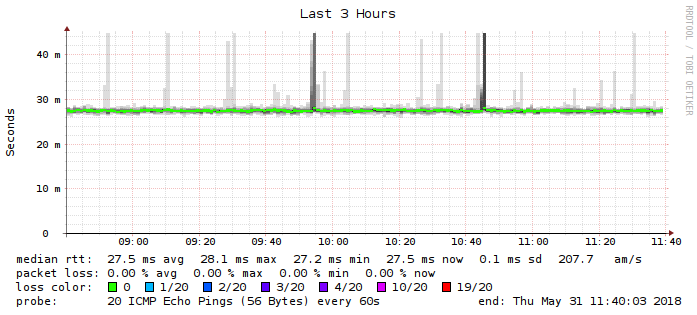 Last 3 Hours
RRDTOOL / TOBI OETIKER
Seconds
40 m
30 m
20 m
10 m
0
09:00 09:20 09:40 10:00 10:20 10:40 11:00 11:20 11:40
median rtt: 27.5 ms avg 28.1 ms max 27.2 ms min 27.5 ms now 0.1 ms sd 207.7 am/s
packet loss: 0.00 % avg 0.00 % max 0.00 % min 0.00 % now
loss color: 0 1/20 2/20 3/20 4/20 10/20 19/20
probe: 20 ICMP Echo Pings (56 Bytes) every 60s end: Thu May 31 11:40:03 2018